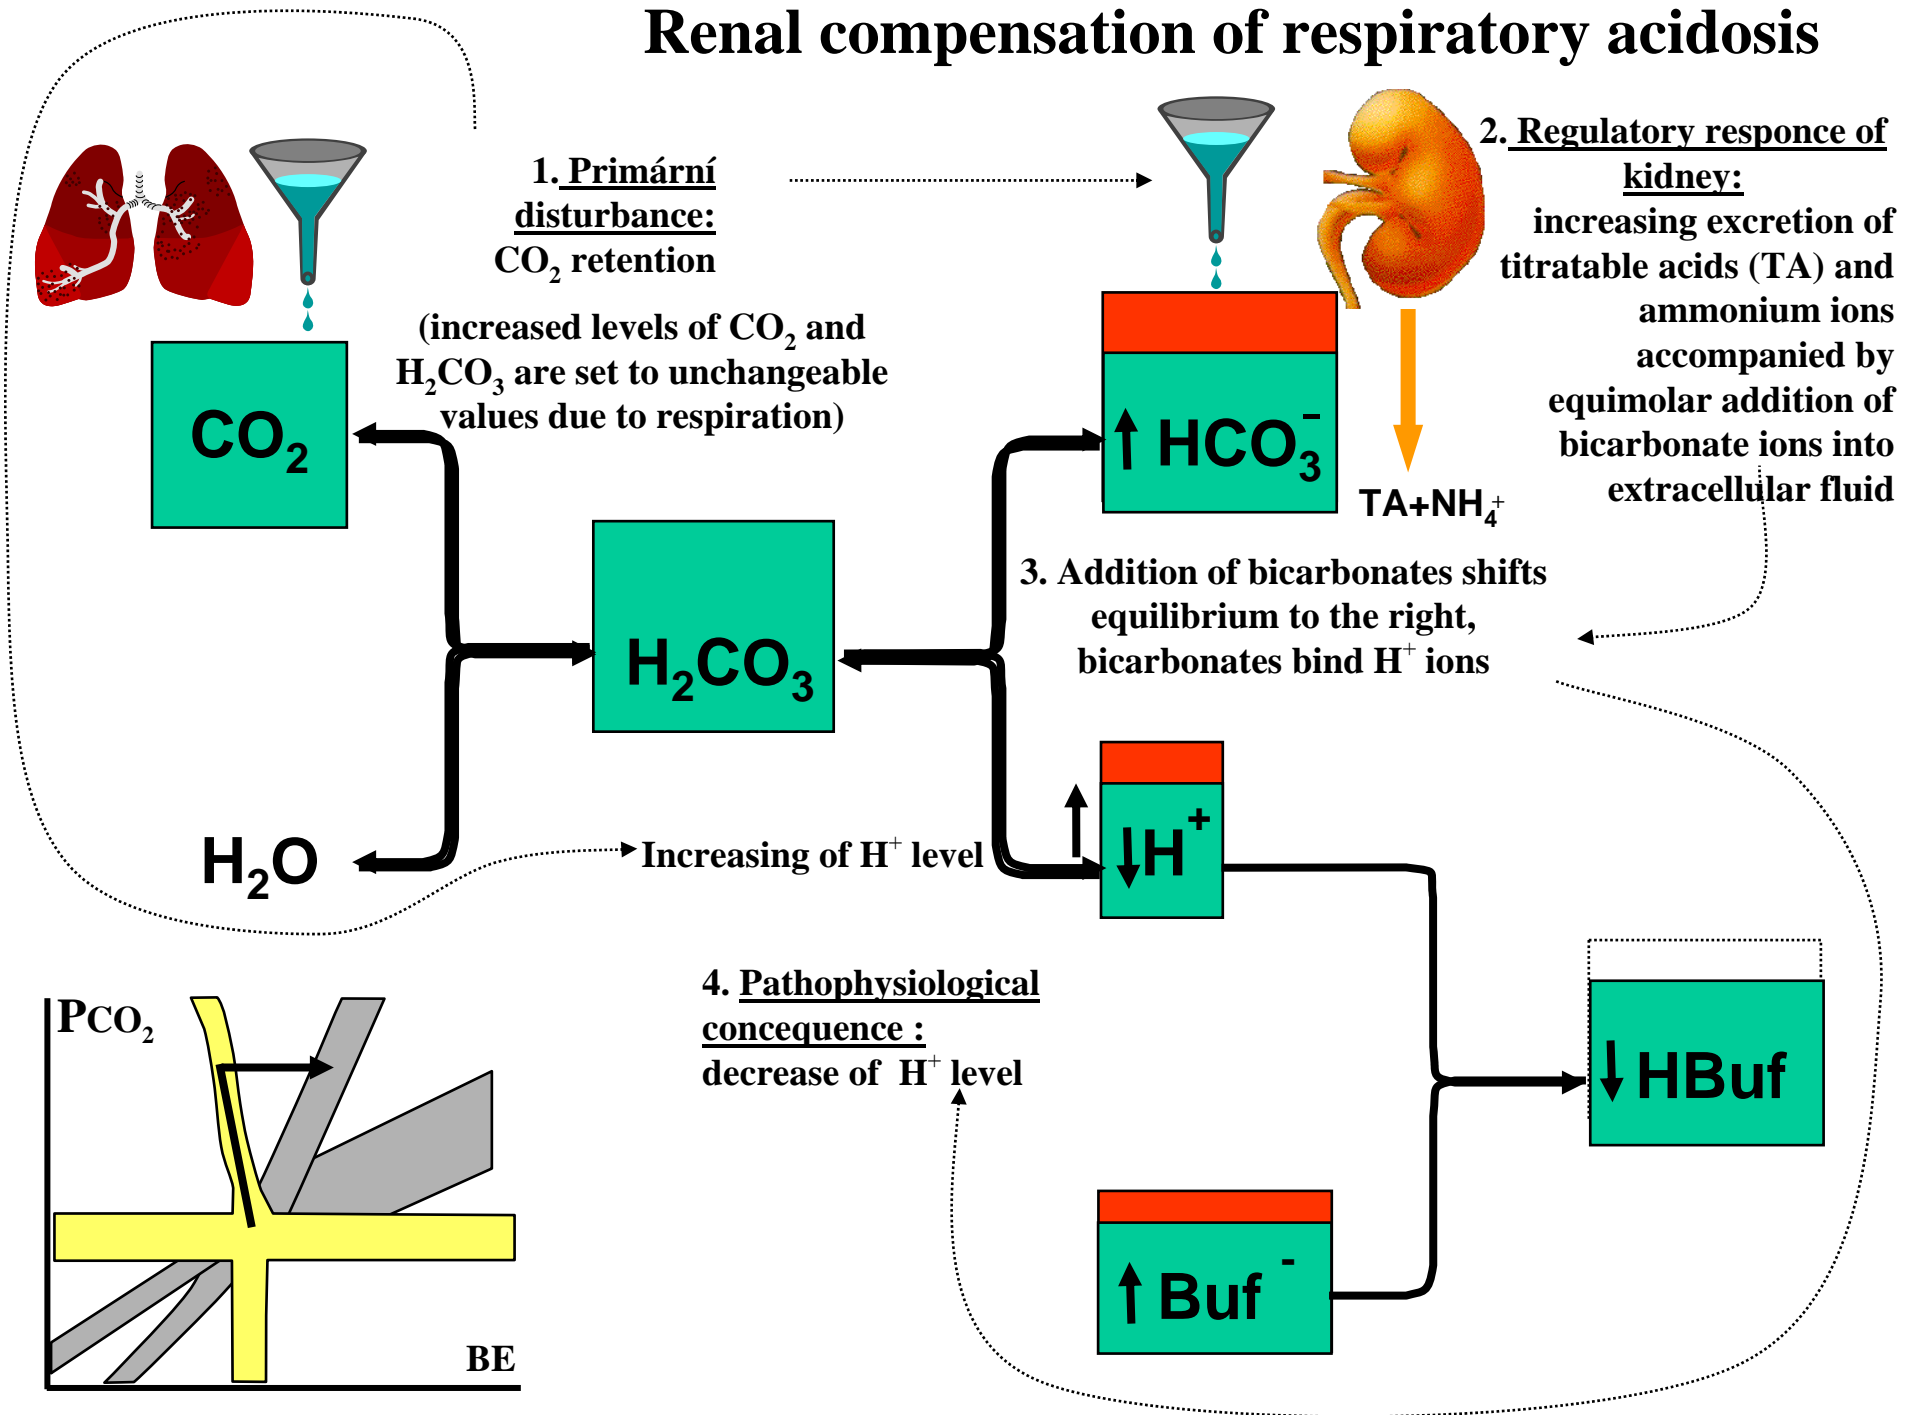 Renal compensation of respiratory acidosis
1. Primární
disturbance:
CO₂ retention
(increased levels of CO₂ and
H₂CO₃ are set to unchangeable
values due to respiration)
2. Regulatory responce of
kidney:
increasing excretion of
titratable acids (TA) and
ammonium ions
accompanied by
equimolar addition of
bicarbonate ions into
extracellular fluid
CO₂
↑ HCO₃⁻
TA+NH₄⁺
3. Addition of bicarbonates shifts
equilibrium to the right,
bicarbonates bind H⁺ ions
H₂CO₃
H₂O
Increasing of H⁺ level
↑ ↓H⁺
4. Pathophysiological
concequence :
decrease of H⁺ level
↓ HBuf
↑ Buf ⁻
PCO₂
BE